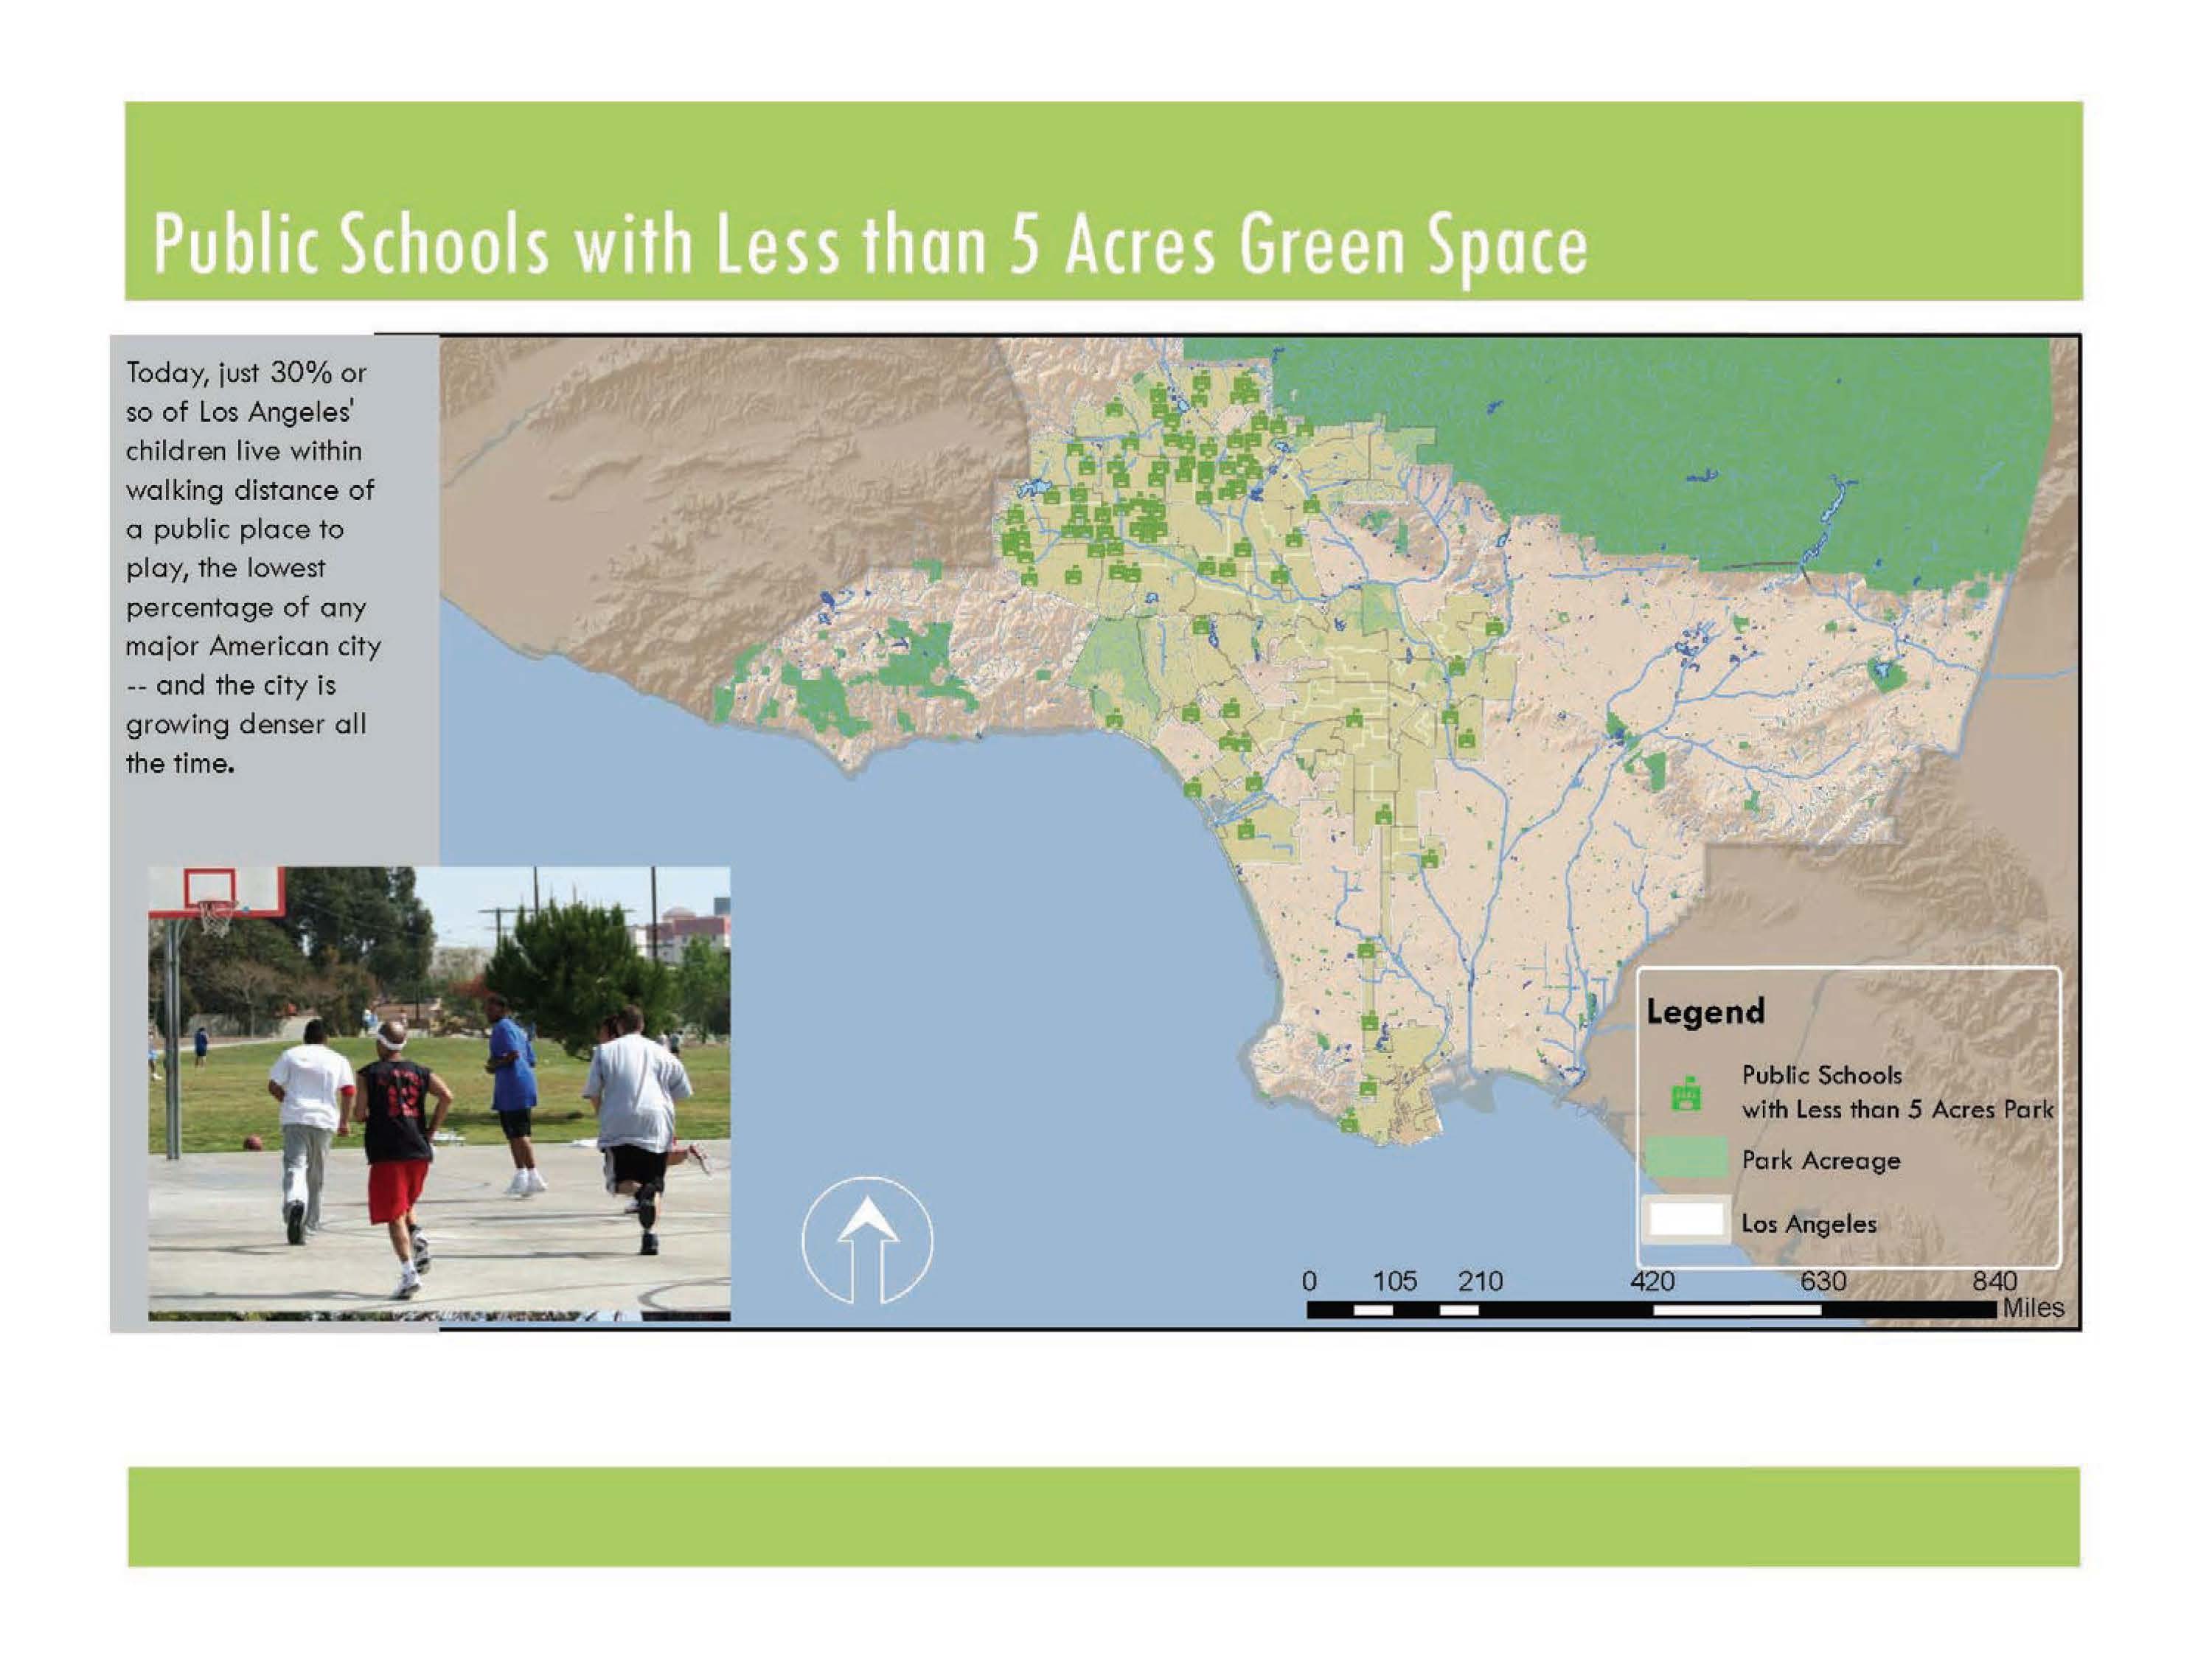 Public Schools with Less than 5 Acres Green Space
Today, just 30% or
so of Los Angeles'
children live within
walking distance of
a public place to
play, the lowest
percentage of any
major American city
-- and the city is
growing denser all
the time.
Legend
Public Schools
with Less than 5 Acres Park
Park Acreage
Los Angeles
0 105 210 420 630 840
Miles